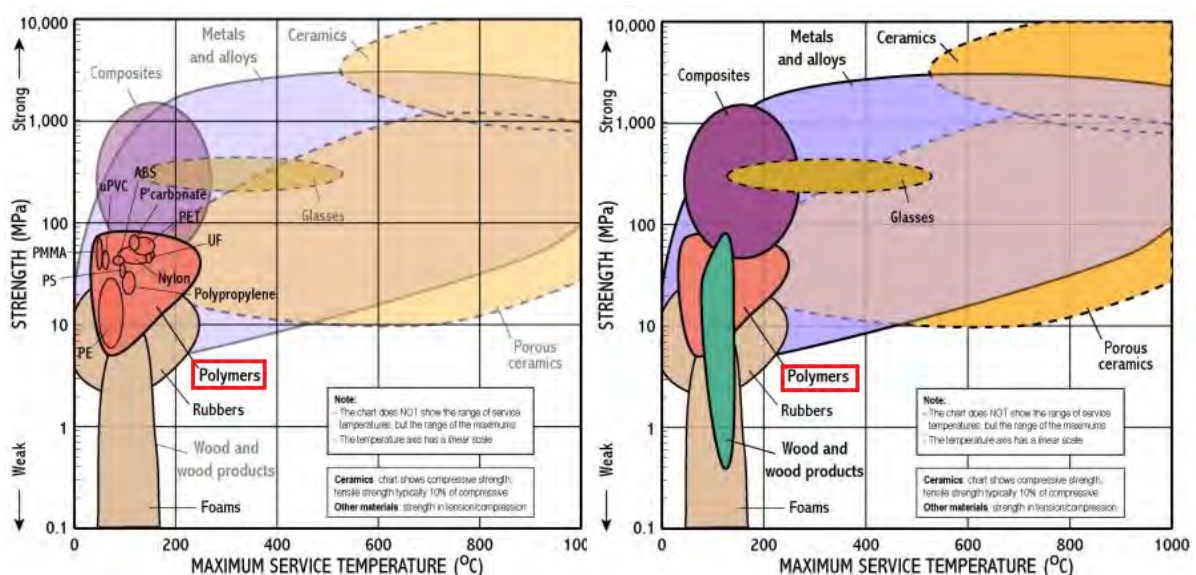 10,000
Strong
1,000
STRENGTH (MPa)
100
10
1
Weak
0.1
Metals
and alloys
Ceramics
Composites
ABS
uPVC
P'carbonate
PET
Glasses
PMMA
UF
PS
Nylon
Polypropylene
PE
Polymers
Porous
ceramics
Rubbers
Wood and
wood products
Foams
Note:
- The chart does NOT show the range of service
temperatures, but the range of the maximums
- The temperature axis has a linear scale
Ceramics: chart shows compressive strength,
tensile strength typically 10% of compressive
Other materials: strength in tension/compression
0 200 400 600 800 1000
MAXIMUM SERVICE TEMPERATURE (°C)
10,000
Strong
1,000
STRENGTH (MPa)
100
10
1
Weak
0.1
Metals
and alloys
Ceramics
Composites
Glasses
Porous
ceramics
Polymers
Rubbers
Wood and
wood products
Foams
Note:
- The chart does NOT show the range of service
temperatures, but the range of the maximums
- The temperature axis has a linear scale
Ceramics: chart shows compressive strength,
tensile strength typically 10% of compressive
Other materials: strength in tension/compression
0 200 400 600 800 1000
MAXIMUM SERVICE TEMPERATURE (°C)